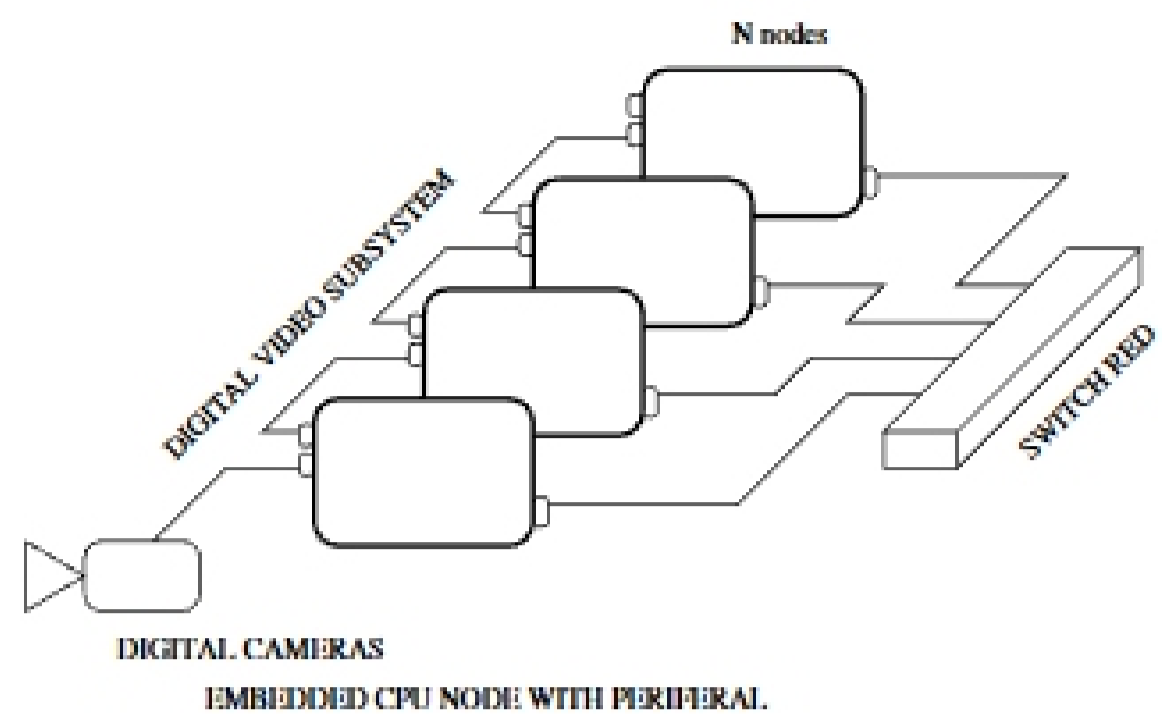 N nodes
DIGITAL VIDEO SUBSYSTEM
SWITCH RED
DIGITAL CAMERAS
EMBEDDED CPU NODE WITH PERIFERAL